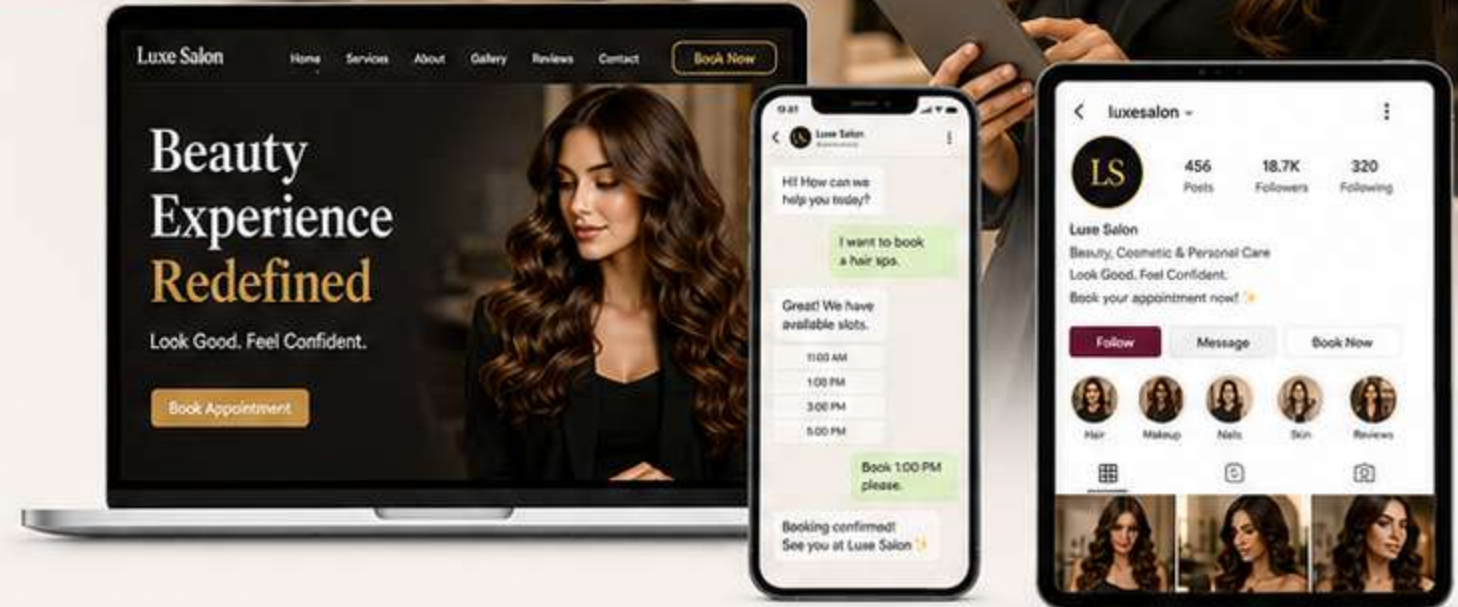 Luxe Salon
Home Services About Gallery Reviews Contact Book Now
Beauty
Experience
Redefined
Look Good. Feel Confident.
Book Appointment
LS Luxe Salon
Hi! How can we
help you today?
I want to book
a hair spa.
Great! We have
available slots.
11:00 AM
1:00 PM
3:00 PM
5:00 PM
Book 1:00 PM
please.
Booking confirmed!
See you at Luxe Salon ✨
luxesalon
LS
456 18.7K 320
Posts Followers Following
Luxe Salon
Beauty, Cosmetic & Personal Care
Look Good. Feel Confident.
Book your appointment now! ✨
Follow Message Book Now
Hair Makeup Nails Skin Reviews